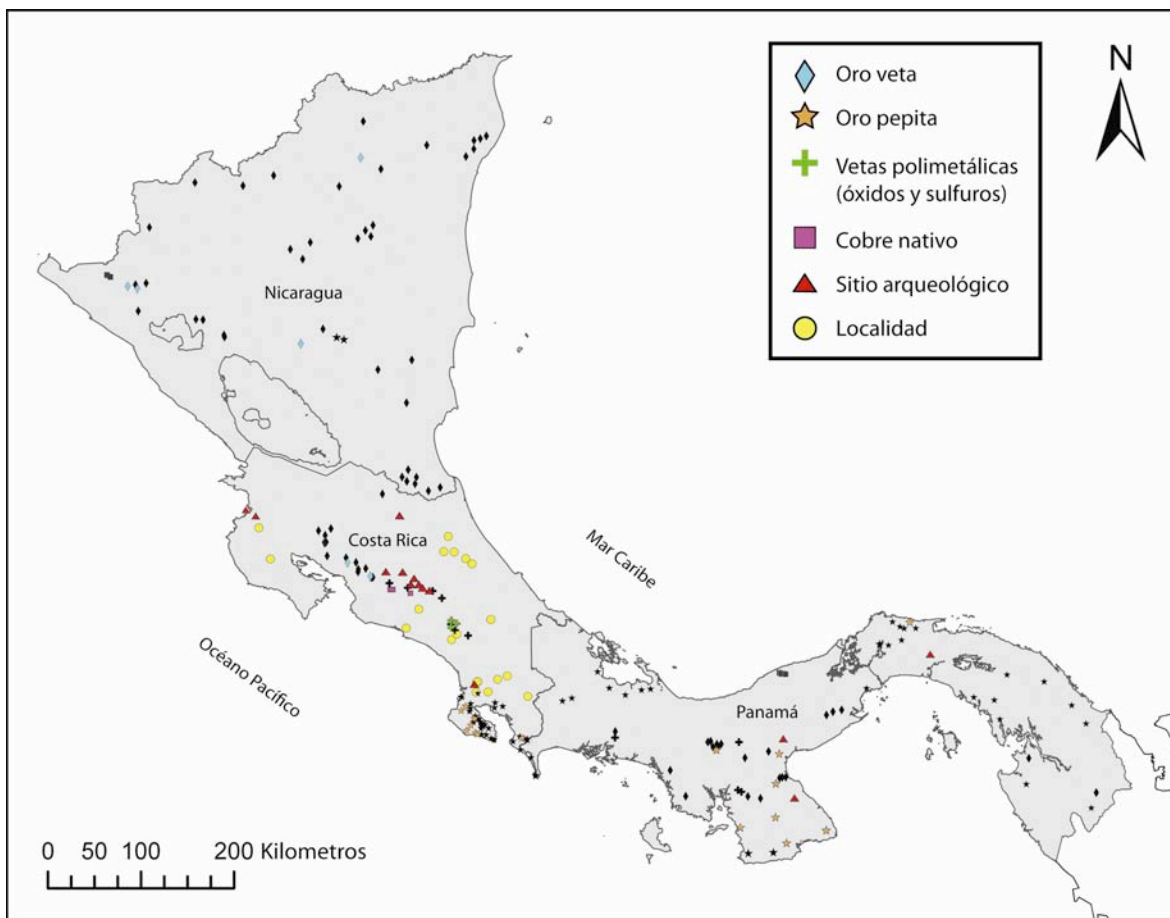 N
Oro veta
Oro pepita
Vetas polimetálicas
(óxidos y sulfuros)
Cobre nativo
Sitio arqueológico
Localidad
Nicaragua
Costa Rica
Mar Caribe
Océano Pacífico
Panamá
0 50 100 200 Kilometros